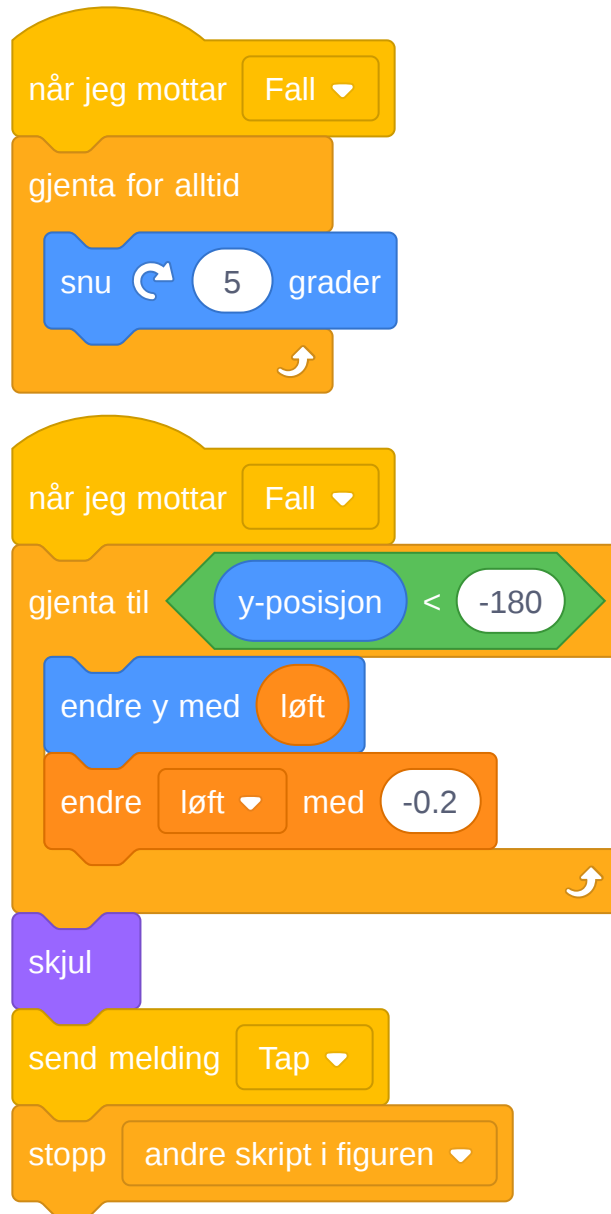 når jeg mottar Fall
gjenta for alltid
snu 5 grader
når jeg mottar Fall
gjenta til y-posisjon < -180
endre y med løft
endre løft med -0.2
skjul
send melding Tap
stopp andre skript i figuren